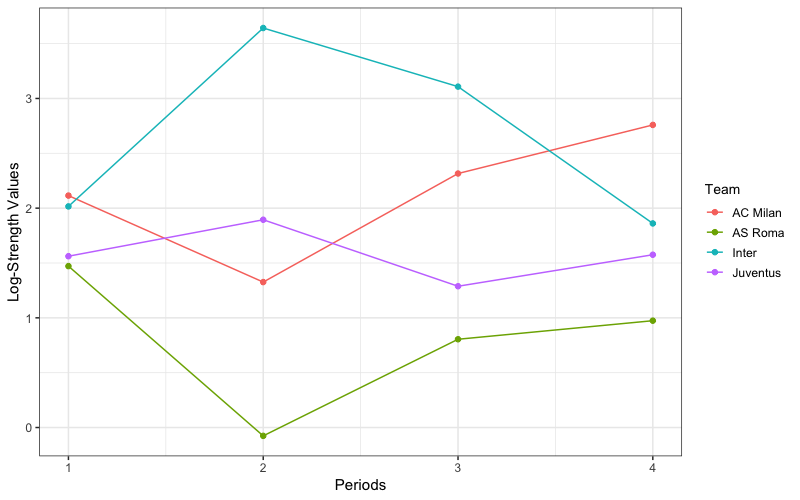 Log-Strength Values
3
2
1
0
1
2
3
4
Periods
Team
AC Milan
AS Roma
Inter
Juventus